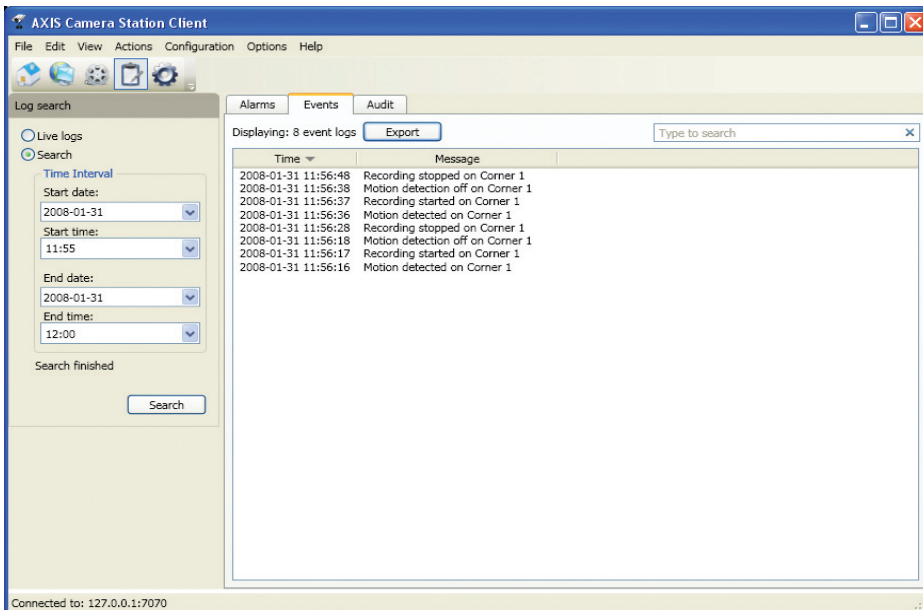 AXIS Camera Station Client
File Edit View Actions Configuration Options Help
Log search
Live logs
Search
Time Interval
Start date:
2008-01-31
Start time:
11:55
End date:
2008-01-31
End time:
12:00
Search finished
Search
Alarms Events Audit
Displaying: 8 event logs Export Type to search
Time Message
2008-01-31 11:56:48 Recording stopped on Corner 1
2008-01-31 11:56:38 Motion detection off on Corner 1
2008-01-31 11:56:37 Recording started on Corner 1
2008-01-31 11:56:36 Motion detected on Corner 1
2008-01-31 11:56:28 Recording stopped on Corner 1
2008-01-31 11:56:18 Motion detection off on Corner 1
2008-01-31 11:56:17 Recording started on Corner 1
2008-01-31 11:56:16 Motion detected on Corner 1
Connected to: 127.0.0.1:7070